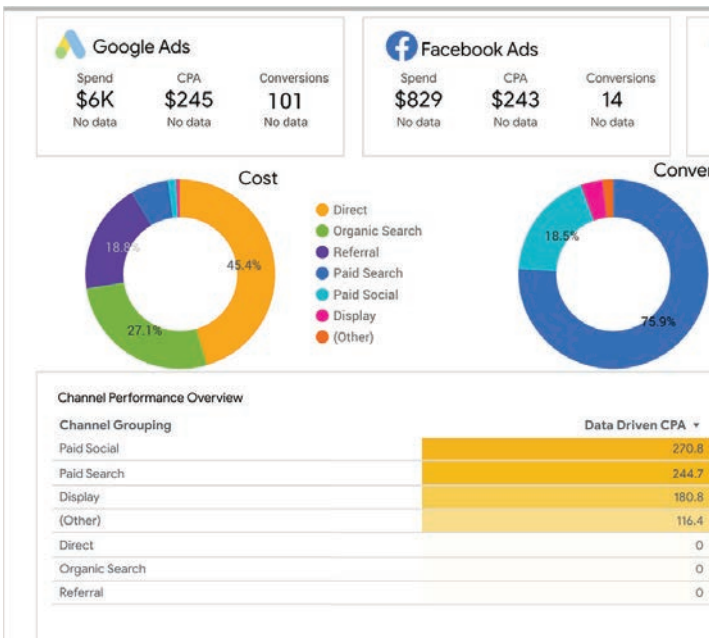 Google Ads
Spend CPA Conversions
$6K $245 101
No data No data No data
Facebook Ads
Spend CPA Conversions
$829 $243 14
No data No data No data
Cost
45.4%
27.1%
18.8%
Direct
Organic Search
Referral
Paid Search
Paid Social
Display
(Other)
Conver
18.5%
75.9%
Channel Performance Overview
Channel Grouping Data Driven CPA
Paid Social 270.8
Paid Search 244.7
Display 180.8
(Other) 116.4
Direct 0
Organic Search 0
Referral 0